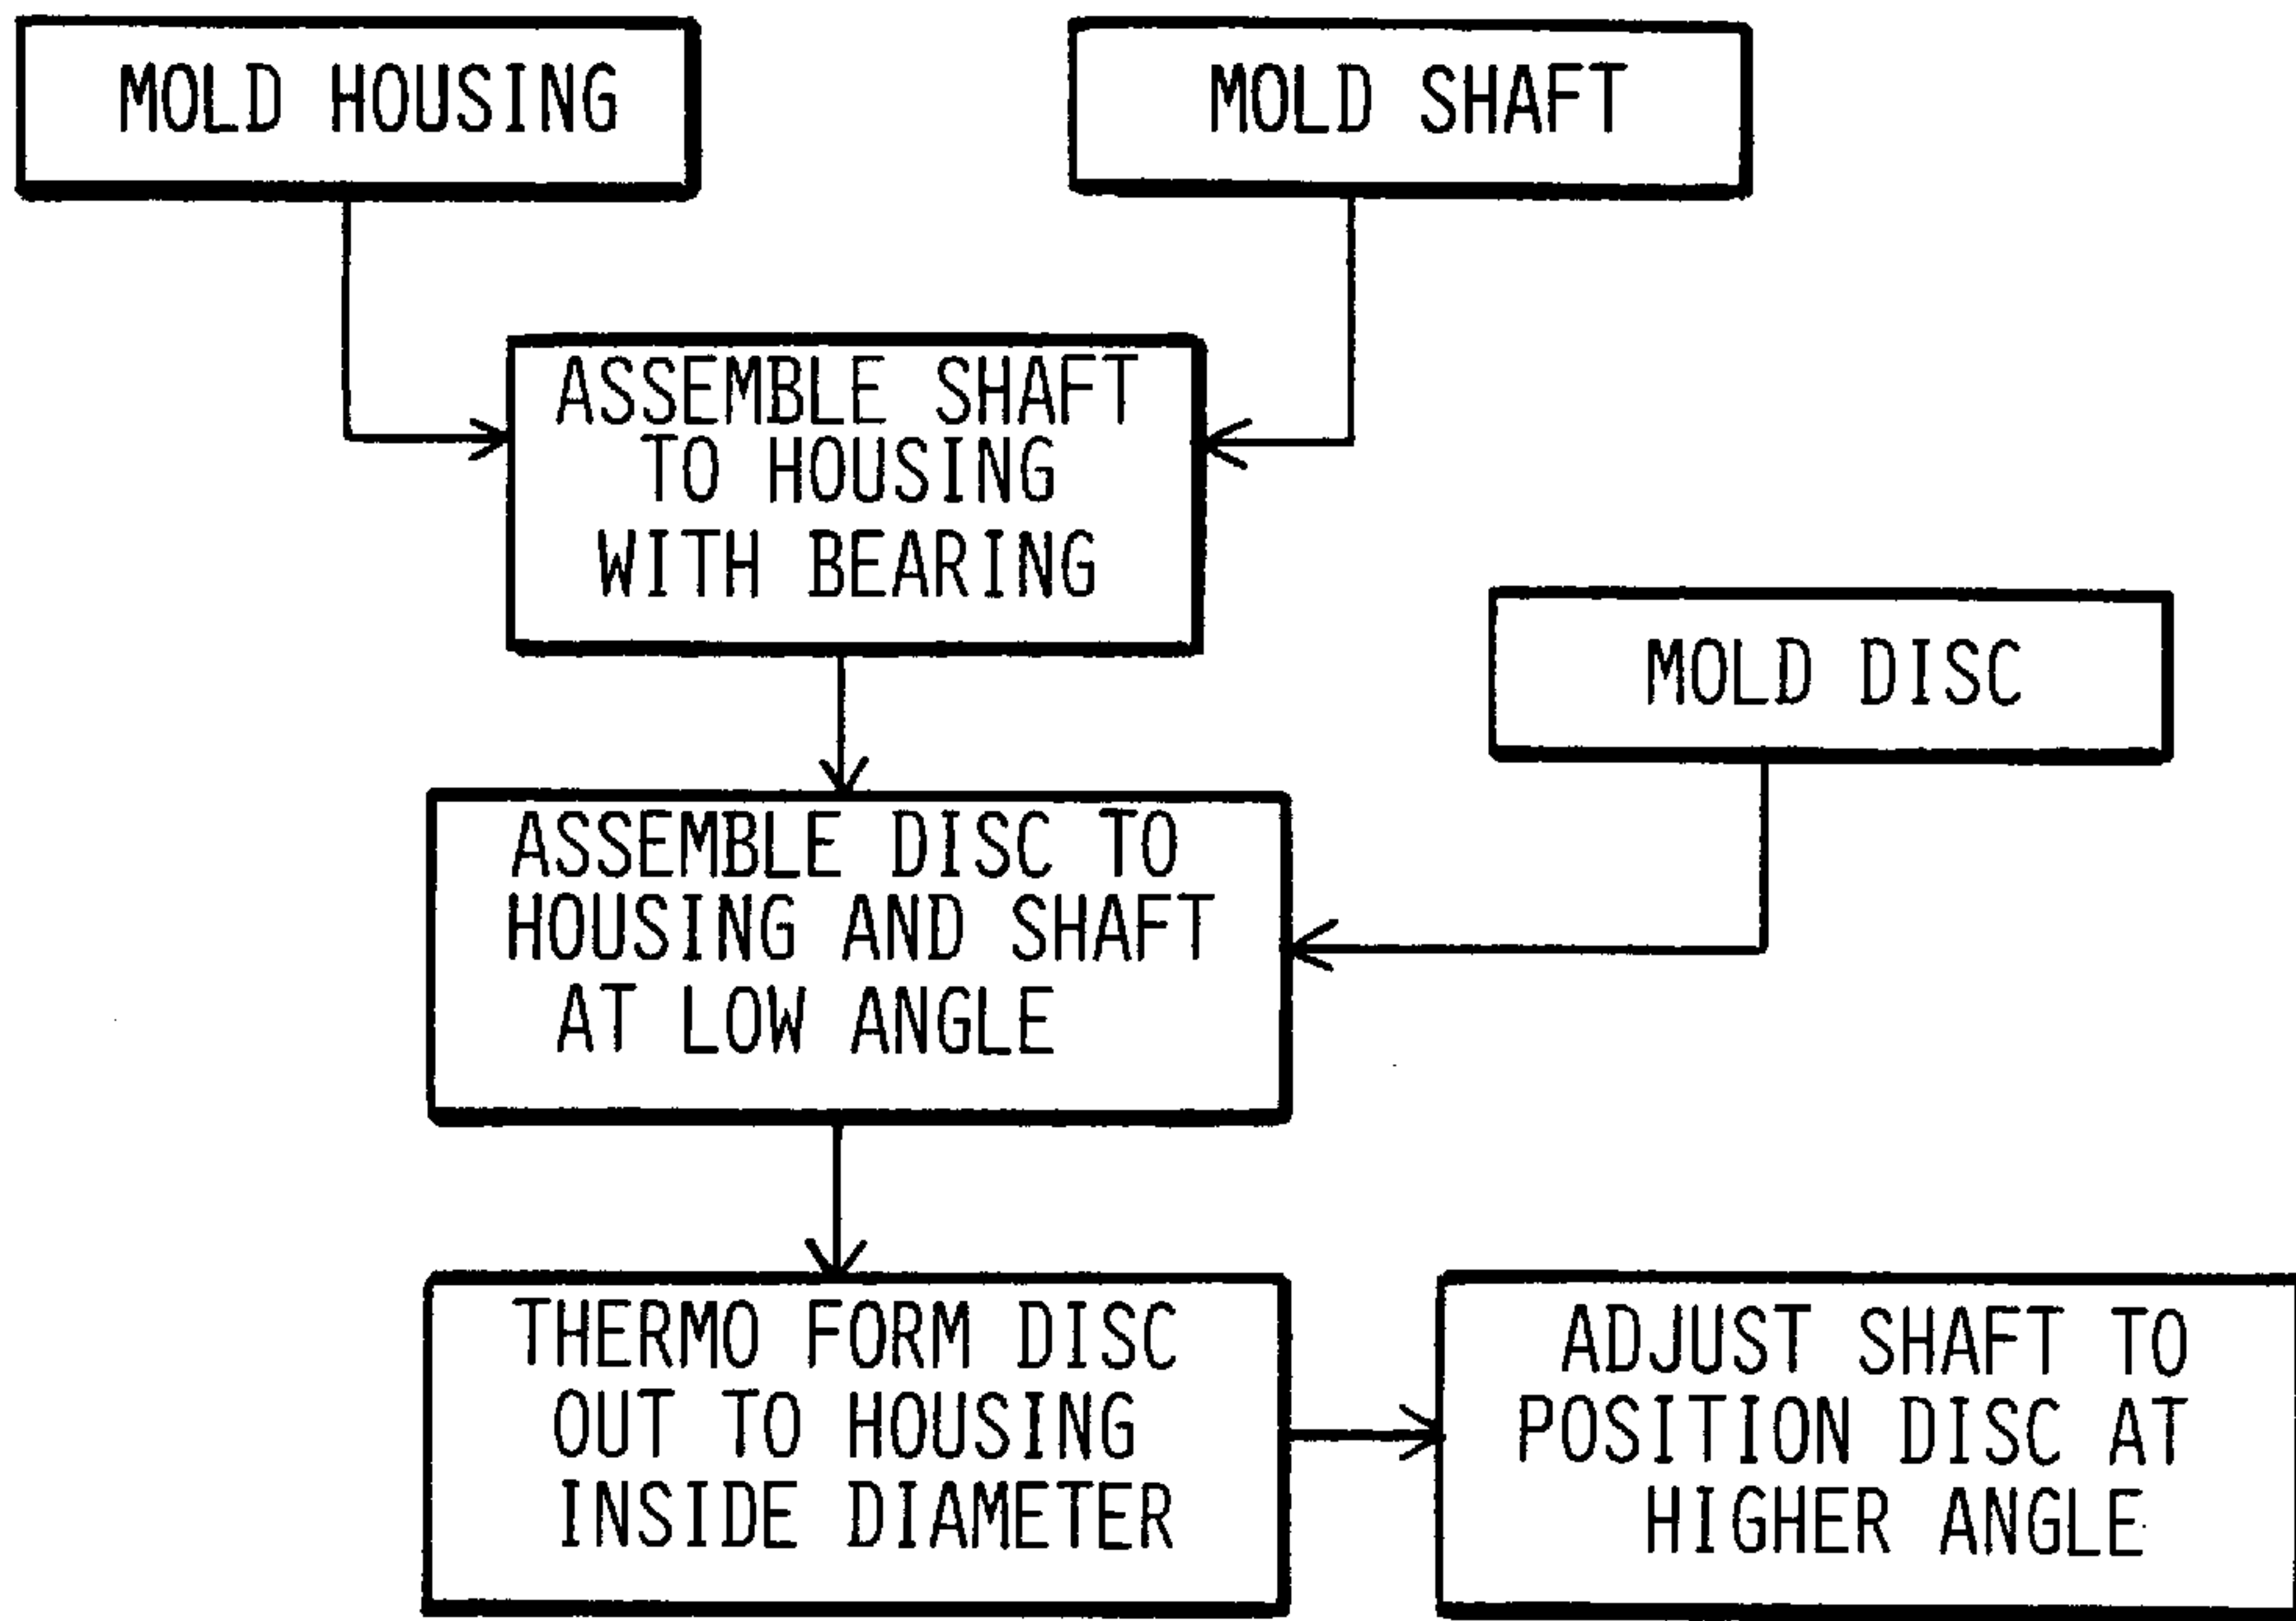 MOLD HOUSING
MOLD SHAFT
ASSEMBLE SHAFT
TO HOUSING
WITH BEARING
MOLD DISC
ASSEMBLE DISC TO
HOUSING AND SHAFT
AT LOW ANGLE
THERMO FORM DISC
OUT TO HOUSING
INSIDE DIAMETER
ADJUST SHAFT TO
POSITION DISC AT
HIGHER ANGLE